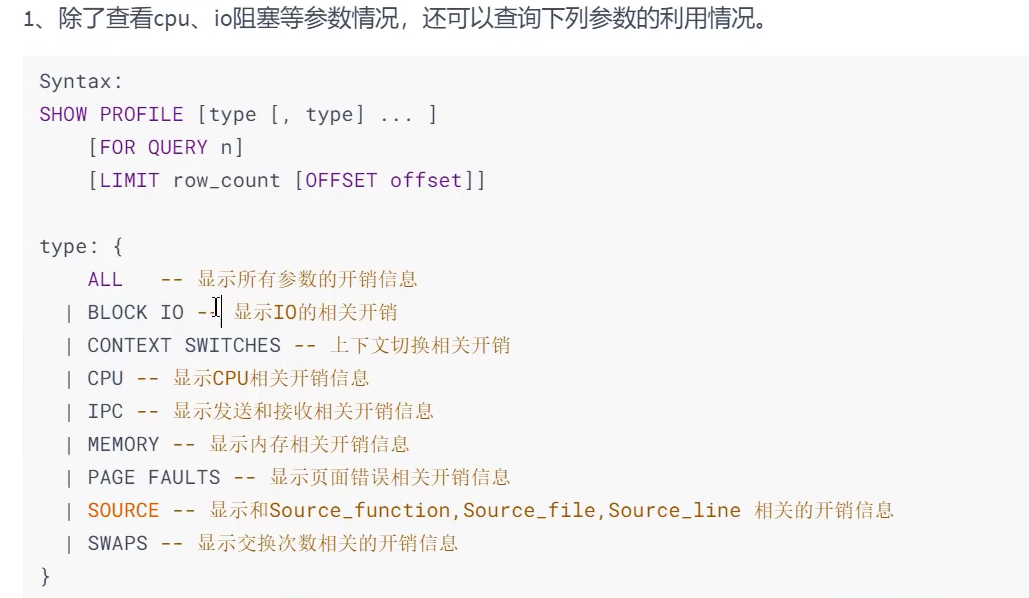 1、除了查看cpu、io阻塞等参数情况，还可以查询下列参数的利用情况。
Syntax:
SHOW PROFILE [type [, type] ... ]
    [FOR QUERY n]
    [LIMIT row_count [OFFSET offset]]
type: {
    ALL   -- 显示所有参数的开销信息
  | BLOCK IO -- 显示IO的相关开销
  | CONTEXT SWITCHES -- 上下文切换相关开销
  | CPU -- 显示CPU相关开销信息
  | IPC -- 显示发送和接收相关开销信息
  | MEMORY -- 显示内存相关开销信息
  | PAGE FAULTS -- 显示页面错误相关开销信息
  | SOURCE -- 显示和Source_function,Source_file,Source_line 相关的开销信息
  | SWAPS -- 显示交换次数相关的开销信息
}